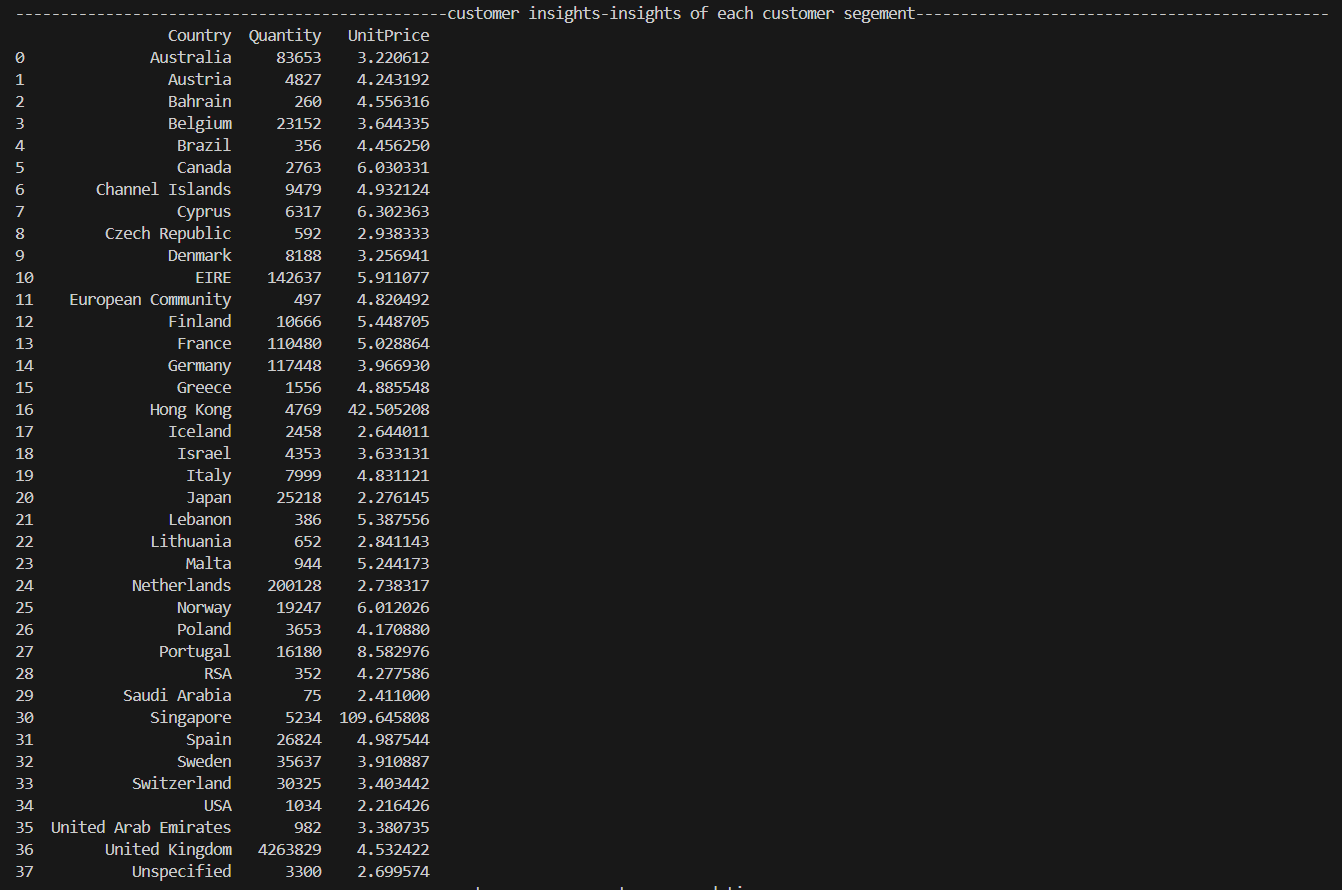 ------------------------------------------------customer insights-insights of each customer segement----------------------------------------------
Country Quantity UnitPrice
0 Australia 83653 3.220612
1 Austria 4827 4.243192
2 Bahrain 260 4.556316
3 Belgium 23152 3.644335
4 Brazil 356 4.456250
5 Canada 2763 6.030331
6 Channel Islands 9479 4.932124
7 Cyprus 6317 6.302363
8 Czech Republic 592 2.938333
9 Denmark 8188 3.256941
10 EIRE 142637 5.911077
11 European Community 497 4.820492
12 Finland 10666 5.448705
13 France 110480 5.028864
14 Germany 117448 3.966930
15 Greece 1556 4.885548
16 Hong Kong 4769 42.505208
17 Iceland 2458 2.644011
18 Israel 4353 3.633131
19 Italy 7999 4.831121
20 Japan 25218 2.276145
21 Lebanon 386 5.387556
22 Lithuania 652 2.841143
23 Malta 944 5.244173
24 Netherlands 200128 2.738317
25 Norway 19247 6.012026
26 Poland 3653 4.170880
27 Portugal 16180 8.582976
28 RSA 352 4.277586
29 Saudi Arabia 75 2.411000
30 Singapore 5234 109.645808
31 Spain 26824 4.987544
32 Sweden 35637 3.910887
33 Switzerland 30325 3.403442
34 USA 1034 2.216426
35 United Arab Emirates 982 3.380735
36 United Kingdom 4263829 4.532422
37 Unspecified 3300 2.699574